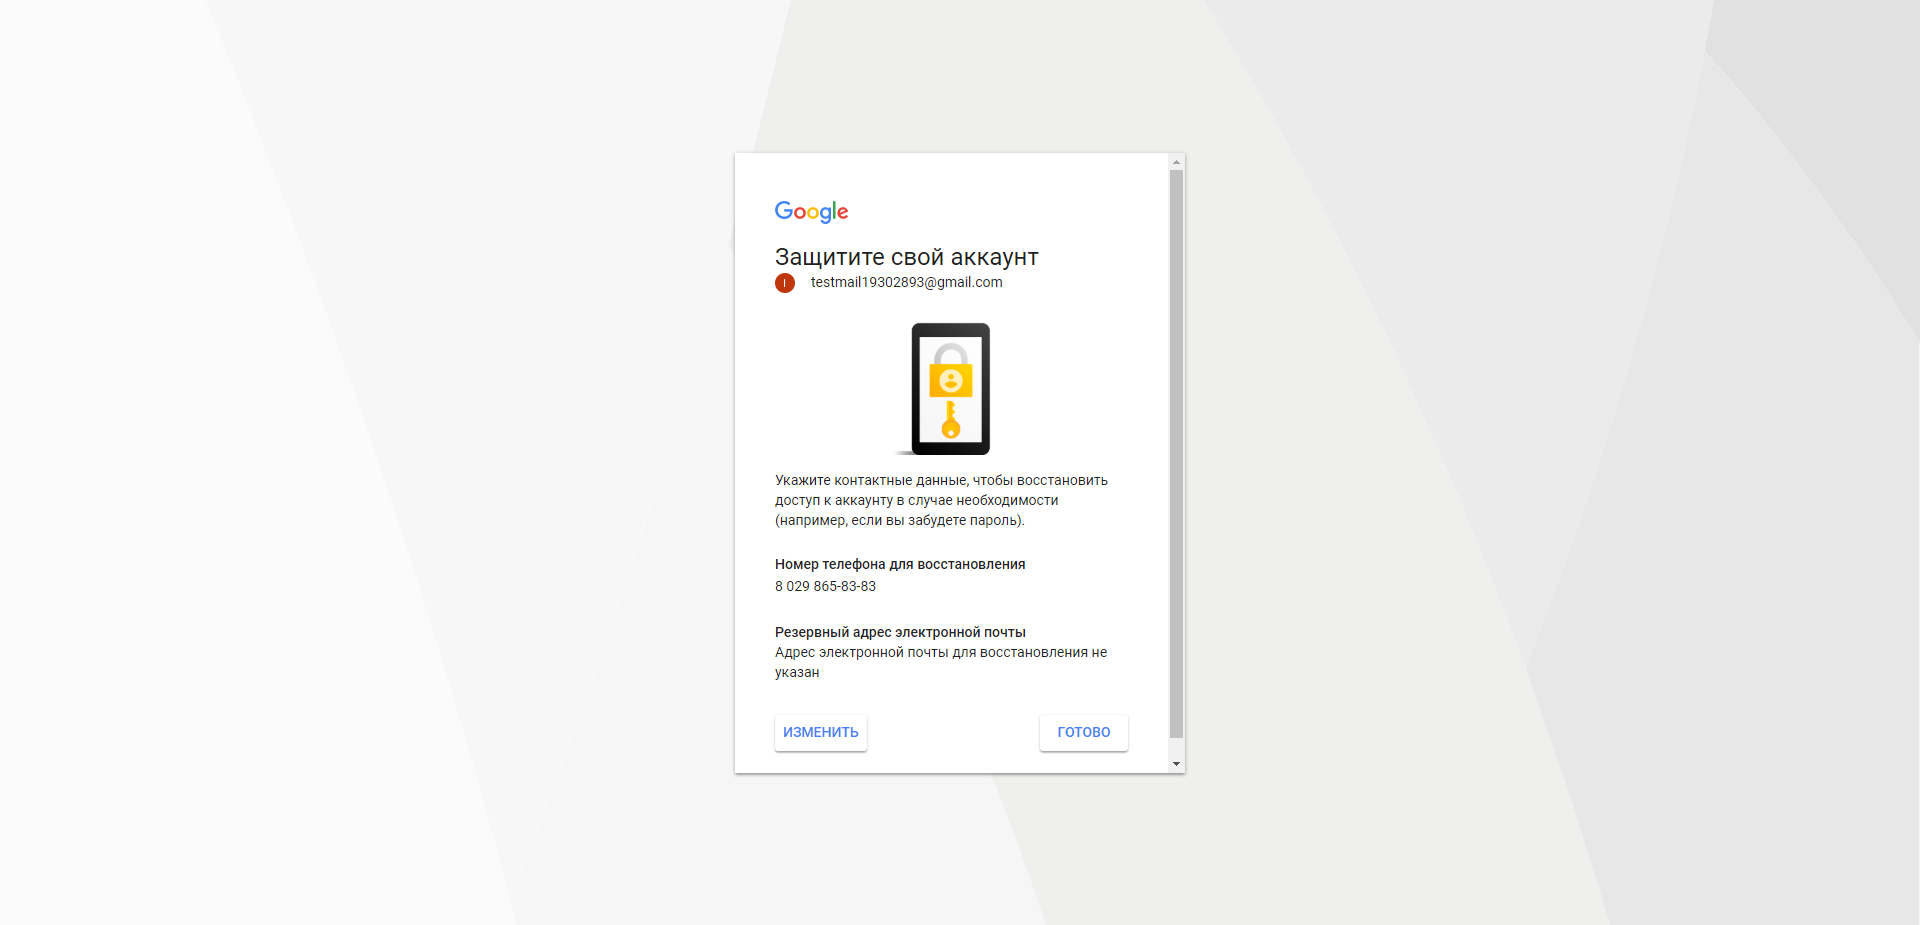 Google
Защитите свой аккаунт
I testmail19302893@gmail.com
Укажите контактные данные, чтобы восстановить
доступ к аккаунту в случае необходимости
(например, если вы забудете пароль).
Номер телефона для восстановления
8 029 865-83-83
Резервный адрес электронной почты
Адрес электронной почты для восстановления не
указан
ИЗМЕНИТЬ ГОТОВО